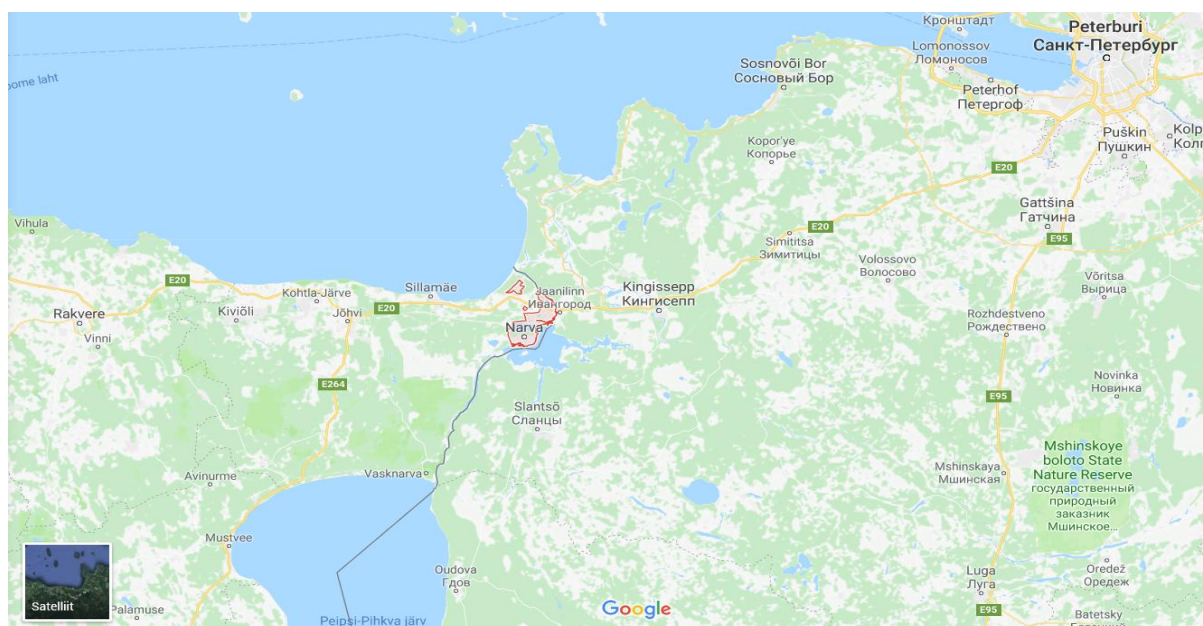 Кронштадт
Peterburi
Санкт-Петербург
Lomonossov
Ломоносов
oome laht
Sosnovõi Bor
Сосновый Бор
Peterhof
Петергоф
Puškin
Пушкин
Kolp
Kopor'ye
Копорье
E20
Gattšina
Гатчина
E95
Vihula
E20
Simititsa
Зимитицы
Volossovo
Волосово
Võritsa
Вырица
E20
Kohtla-Järve
Sillamäe
Jaanilinn
Ивангород
Kingissepp
Кингисепп
E20
Rakvere
Kiviõli
Jõhvi
Narva
Rozhdestveno
Рождествено
Vinni
E264
Novinka
Новинка
E95
Slantsõ
Сланцы
Mshinskoye
boloto State
Nature Reserve
государственный
природный
заказник
Мшинское...
Avinurme
Vasknarva
Mshinskaya
Мшинская
Mustvee
Oudova
Гдов
Luga
Луга
Oredež
Оредеж
Satelliit
Palamuse
Peipsi-Pihkva järv
Google
E95
Batetsky